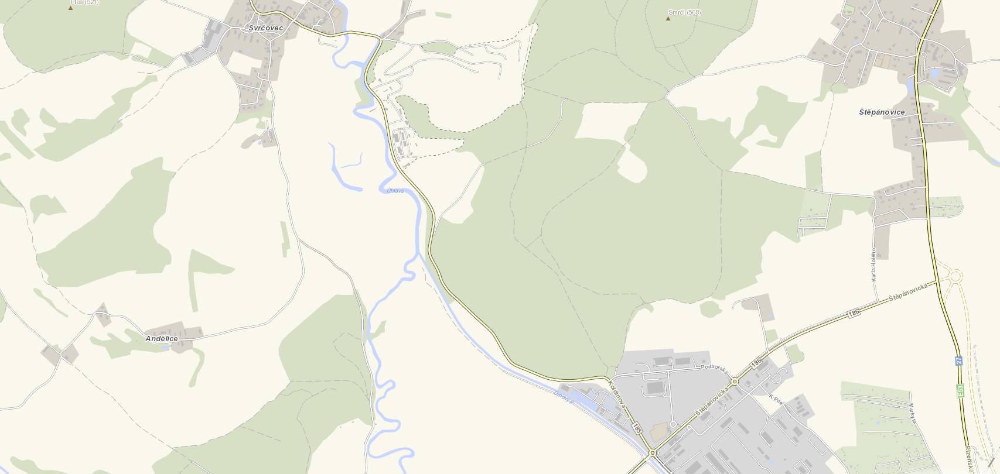 Pleš (521)
Smrčí (568)
Svrčovec
Štěpánovice
Úhlava
Karla Holého
Štěpánovická
186
Andělice
186
27
Podborská
E53
Koldinova
Drnový p.
Štěpánovická
K Pile
Markyta
185
Plzeňská